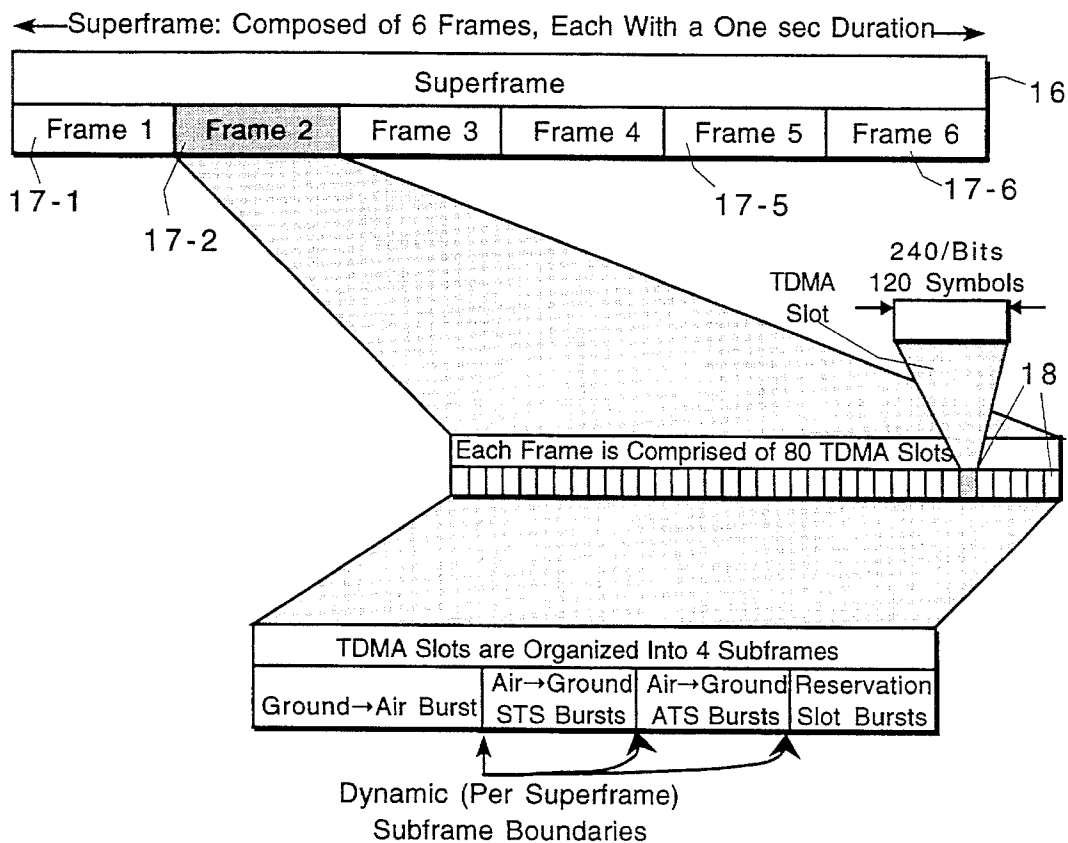 Superframe: Composed of 6 Frames, Each With a One sec Duration
Superframe
16
Frame 1 Frame 2 Frame 3 Frame 4 Frame 5 Frame 6
17-1
17-2
17-5
17-6
240/Bits
120 Symbols
TDMA
Slot
18
Each Frame is Comprised of 80 TDMA Slots
TDMA Slots are Organized Into 4 Subframes
Ground→Air Burst
Air→Ground
STS Bursts
Air→Ground
ATS Bursts
Reservation
Slot Bursts
Dynamic (Per Superframe)
Subframe Boundaries